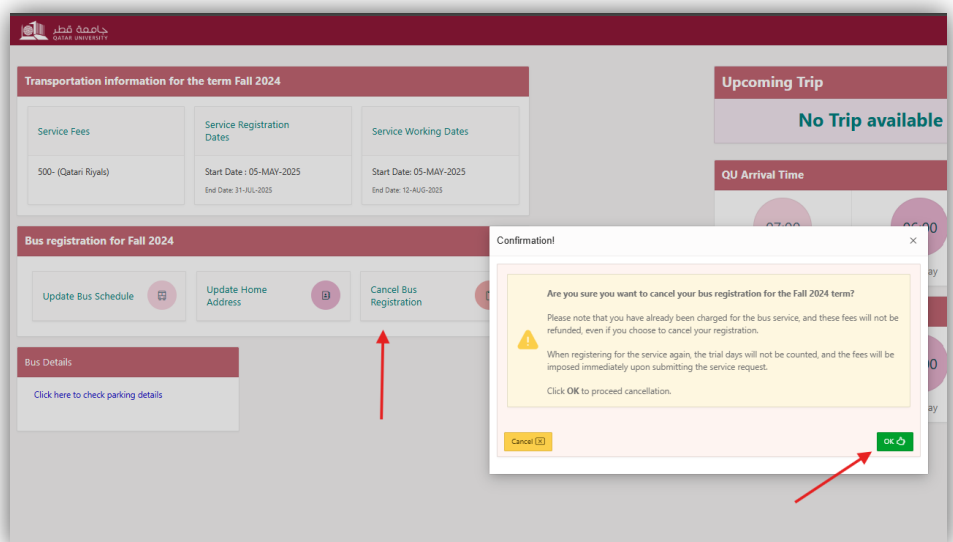 جامعة قطر
QATAR UNIVERSITY
Transportation information for the term Fall 2024
Service Fees
Service Registration
Dates
Service Working Dates
500- (Qatari Riyals)
Start Date : 05-MAY-2025
End Date: 31-JUL-2025
Start Date: 05-MAY-2025
End Date: 12-AUG-2025
Upcoming Trip
No Trip available
QU Arrival Time
Bus registration for Fall 2024
Update Bus Schedule
Update Home
Address
Cancel Bus
Registration
Bus Details
Click here to check parking details
Confirmation!
Are you sure you want to cancel your bus registration for the Fall 2024 term?
Please note that you have already been charged for the bus service, and these fees will not be
refunded, even if you choose to cancel your registration.
When registering for the service again, the trial days will not be counted, and the fees will be
imposed immediately upon submitting the service request.
Click OK to proceed cancellation.
Cancel
OK